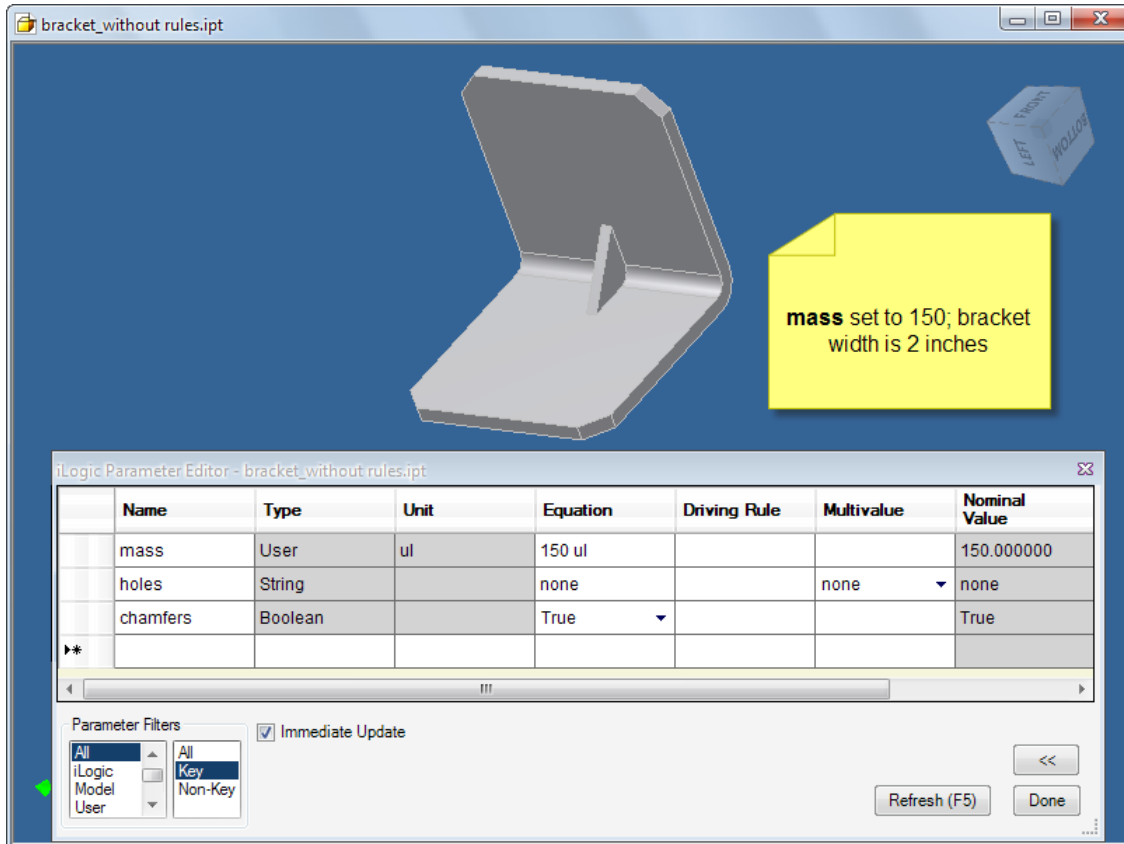 bracket_without rules.ipt
FRONT
LEFT
BOTTOM
mass set to 150; bracket
width is 2 inches
iLogic Parameter Editor - bracket_without rules.ipt
Name Type Unit Equation Driving Rule Multivalue Nominal Value
mass User ul 150 ul 150.000000
holes String none none none
chamfers Boolean True True
Parameter Filters
Immediate Update
All All
iLogic Key
Model Non-Key
User
<<
Refresh (F5) Done